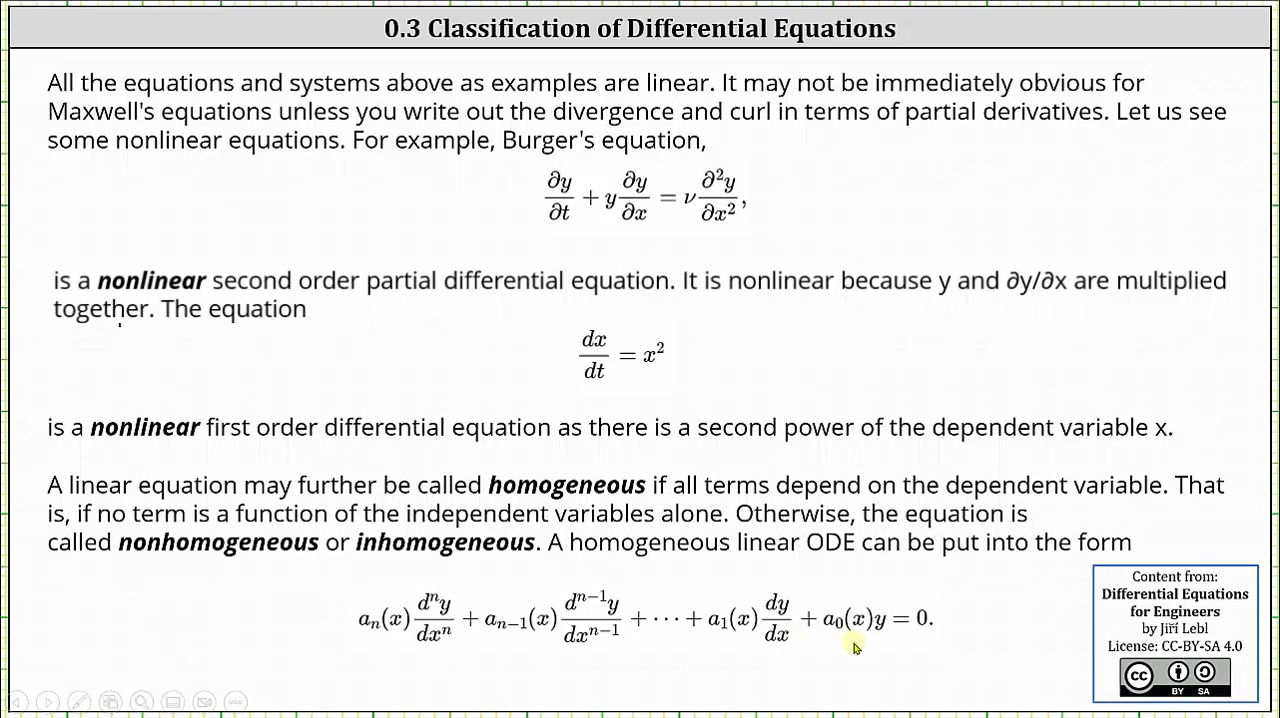 0.3 Classification of Differential Equations
All the equations and systems above as examples are linear. It may not be immediately obvious for
Maxwell's equations unless you write out the divergence and curl in terms of partial derivatives. Let us see
some nonlinear equations. For example, Burger's equation,
∂y/∂t + y ∂y/∂x = ν ∂²y/∂x²,
is a nonlinear second order partial differential equation. It is nonlinear because y and ∂y/∂x are multiplied
together. The equation
dx/dt = x²
is a nonlinear first order differential equation as there is a second power of the dependent variable x.
A linear equation may further be called homogeneous if all terms depend on the dependent variable. That
is, if no term is a function of the independent variables alone. Otherwise, the equation is
called nonhomogeneous or inhomogeneous. A homogeneous linear ODE can be put into the form
aₙ(x) dⁿy/dxⁿ + aₙ₋₁(x) dⁿ⁻¹y/dxⁿ⁻¹ + ⋯ + a₁(x) dy/dx + a₀(x)y = 0.
Content from:
Differential Equations
for Engineers
by Jiří Lebl
License: CC-BY-SA 4.0
cc
BY SA